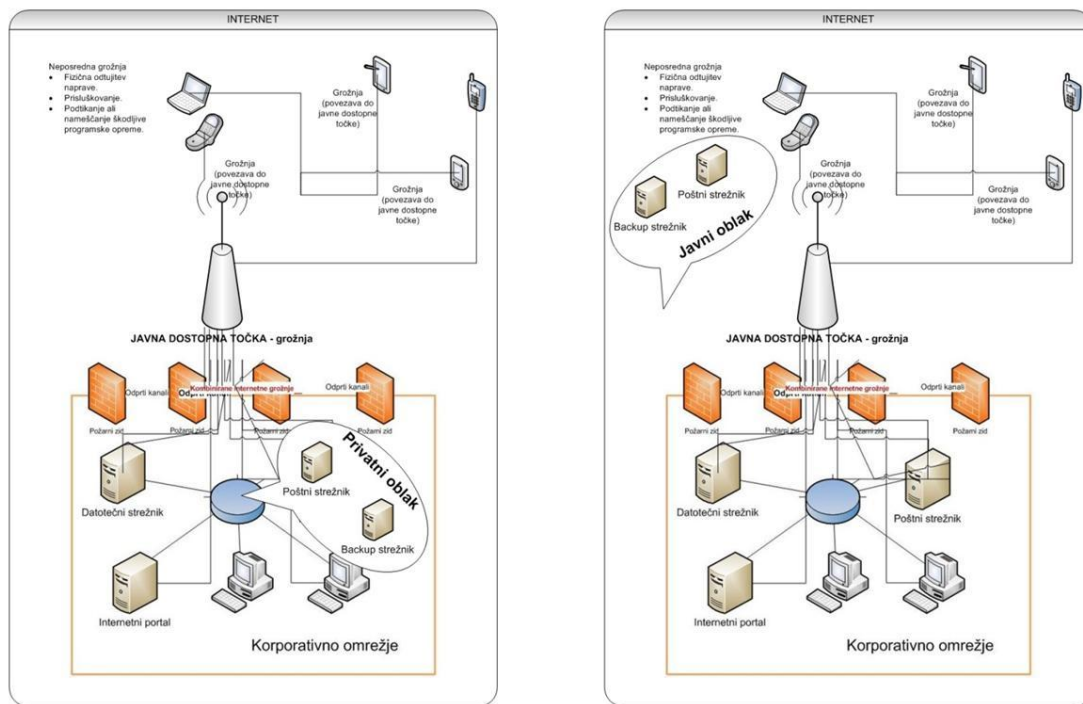 INTERNET
Neposredna grožnja
• Fizična odtujitev
naprave.
• Prisluškovanje.
• Podtikanje ali
nameščanje škodljive
programske opreme.
Grožnja
(povezava do
javne dostopne
točke)
Grožnja
(povezava do
javne dostopne
točke)
Grožnja
(povezava do
javne dostopne
točke)
JAVNA DOSTOPNA TOČKA - grožnja
Odprti kanali
Kombinirane internetne grožnje
Odprti kanali
Odprti kanali
Požarni zid
Požarni zid
Požarni zid
Požarni zid
Privatni oblak
Poštni strežnik
Datotečni strežnik
Backup strežnik
Internetni portal
Korporativno omrežje
INTERNET
Neposredna grožnja
• Fizična odtujitev
naprave.
• Prisluškovanje.
• Podtikanje ali
nameščanje škodljive
programske opreme.
Grožnja
(povezava do
javne dostopne
točke)
Grožnja
(povezava do
javne dostopne
točke)
Grožnja
(povezava do
javne dostopne
točke)
Poštni strežnik
Backup strežnik
Javni oblak
JAVNA DOSTOPNA TOČKA - grožnja
Odprti kanali
Kombinirane internetne grožnje
Odprti kanali
Odprti kanali
Požarni zid
Požarni zid
Požarni zid
Požarni zid
Datotečni strežnik
Poštni strežnik
Internetni portal
Korporativno omrežje